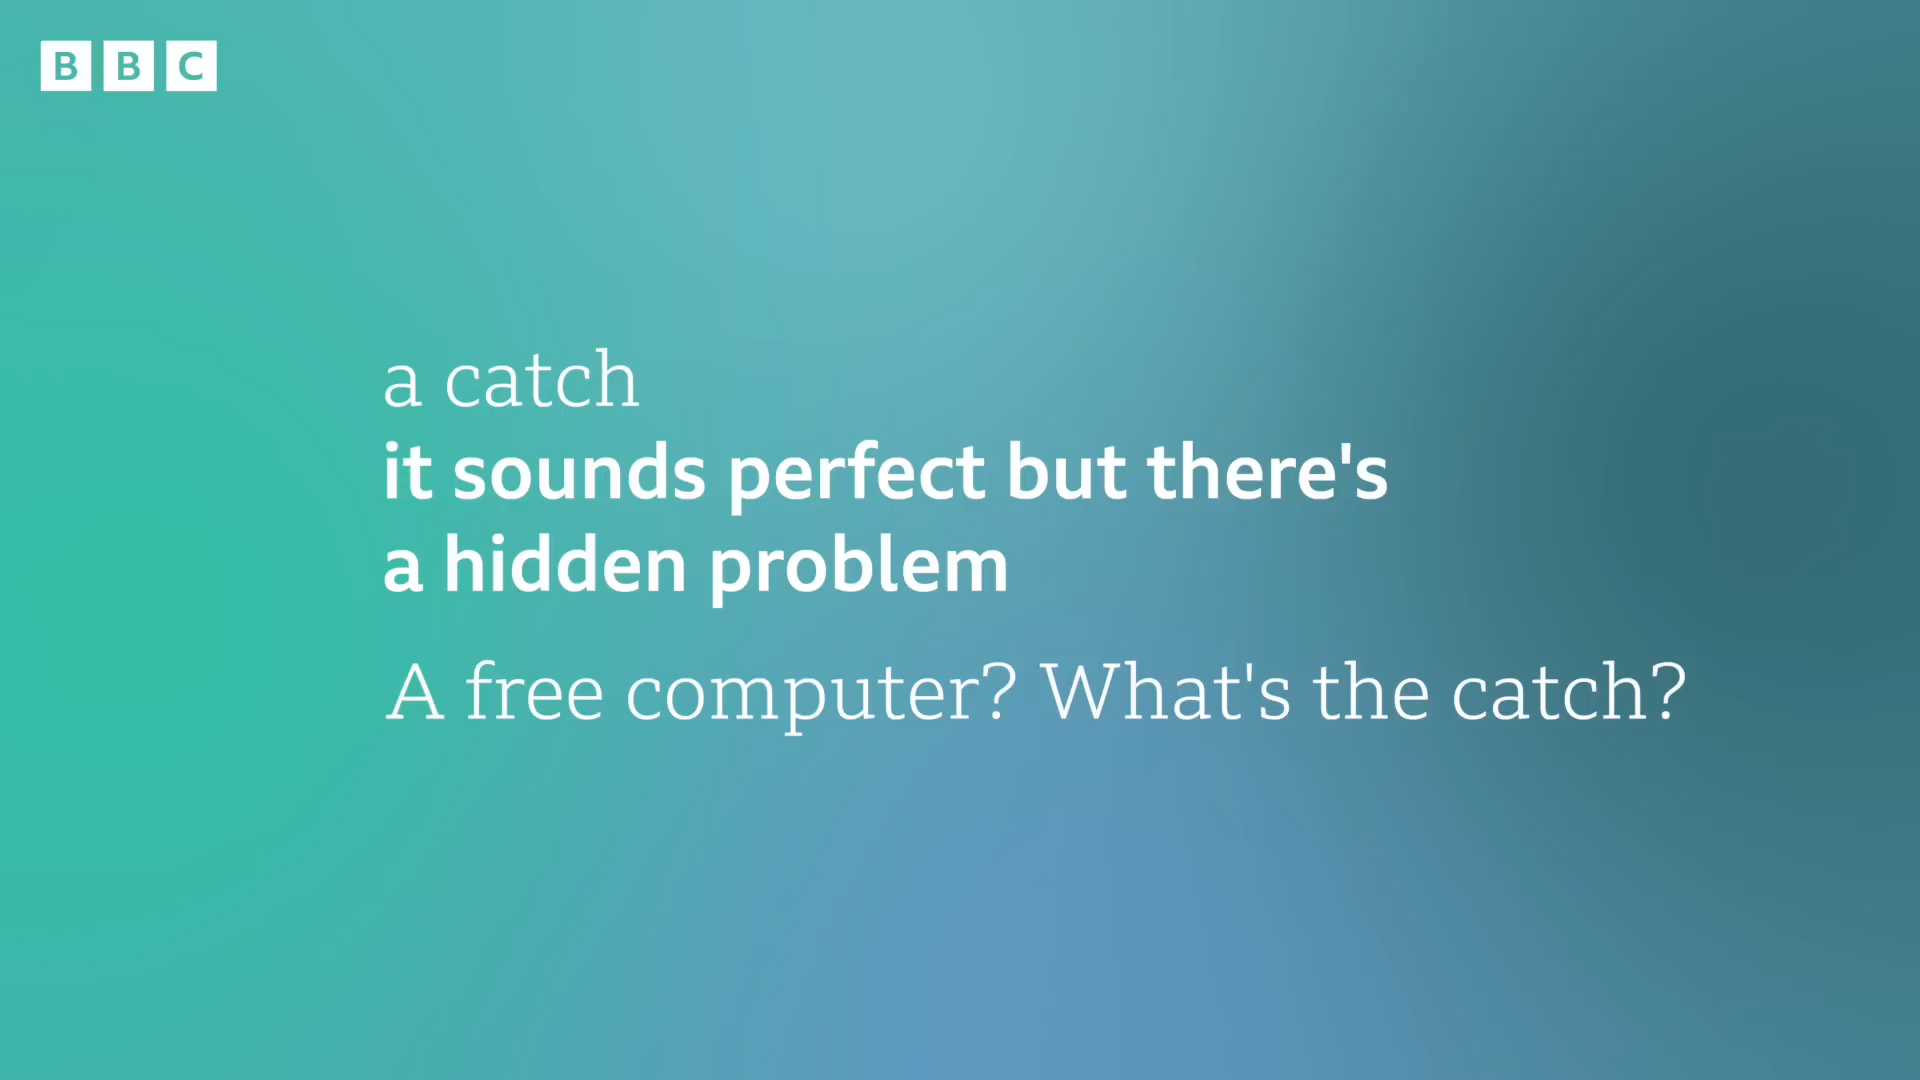 BBC
a catch
it sounds perfect but there's
a hidden problem
A free computer? What's the catch?